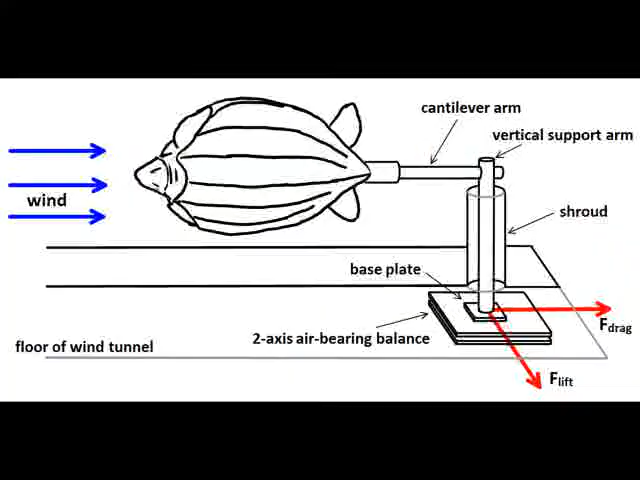 cantilever arm
vertical support arm
wind
shroud
base plate
2-axis air-bearing balance
floor of wind tunnel
Fdrag
Flift